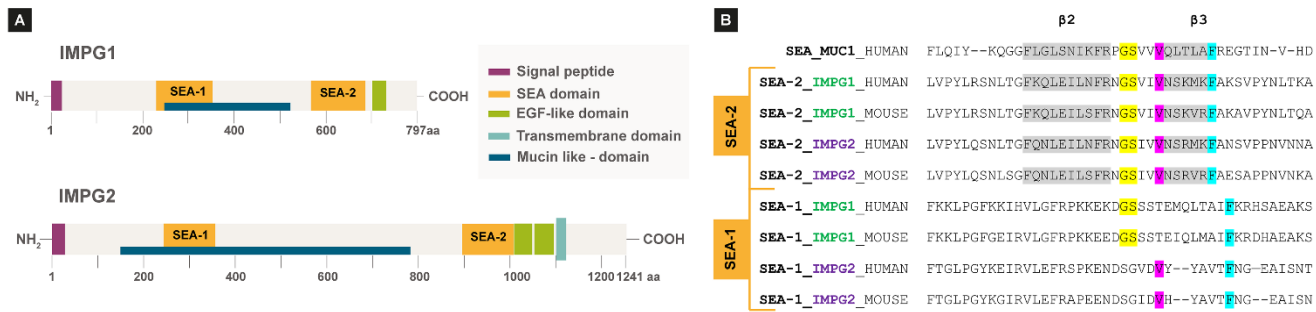 A
IMPG1
NH2
SEA-1
SEA-2
COOH
1 200 400 600 797aa
Signal peptide
SEA domain
EGF-like domain
Transmembrane domain
Mucin like - domain
IMPG2
NH2
SEA-1
SEA-2
COOH
1 200 400 600 800 1000 1200 1241 aa
B
β2 β3
SEA_MUC1_HUMAN FLQIY--KQGGFLGLSNIKFRPGSVVVQLTLAFREGTIN-V-HD
SEA-2
SEA-2_IMPG1_HUMAN LVPYLRSNLTGFKQLEILNFRNGSVIVNSKMKFAKSVPYNLTKA
SEA-2_IMPG1_MOUSE LVPYLRSNLTGFKQLEILSFRNGSVIVNSKVRFAKAVPYNLTQA
SEA-2_IMPG2_HUMAN LVPYLQSNLTGFQNLEILNFRNGSIVVNSRMKFANSVPPNVNNA
SEA-2_IMPG2_MOUSE LVPYLQSNLSGFQNLEILSFRNGSIVVNSRVRFAESAPPNVNKA
SEA-1
SEA-1_IMPG1_HUMAN FKKLPGFKKIHVLGFRPKKEKDGSSSTEMQLTAIFKRHSAEAKS
SEA-1_IMPG1_MOUSE FKKLPGFGEIRVLGFRPKKEEDGSSSTEIQLMAIFKRDHAEAKS
SEA-1_IMPG2_HUMAN FTGLPGYKEIRVLEFRSPKENDSGVDVY--YAVTFNG-EAISNT
SEA-1_IMPG2_MOUSE FTGLPGYKEIRVLEFRAPEENDSGIDVH-YAVTFNG--EAISN